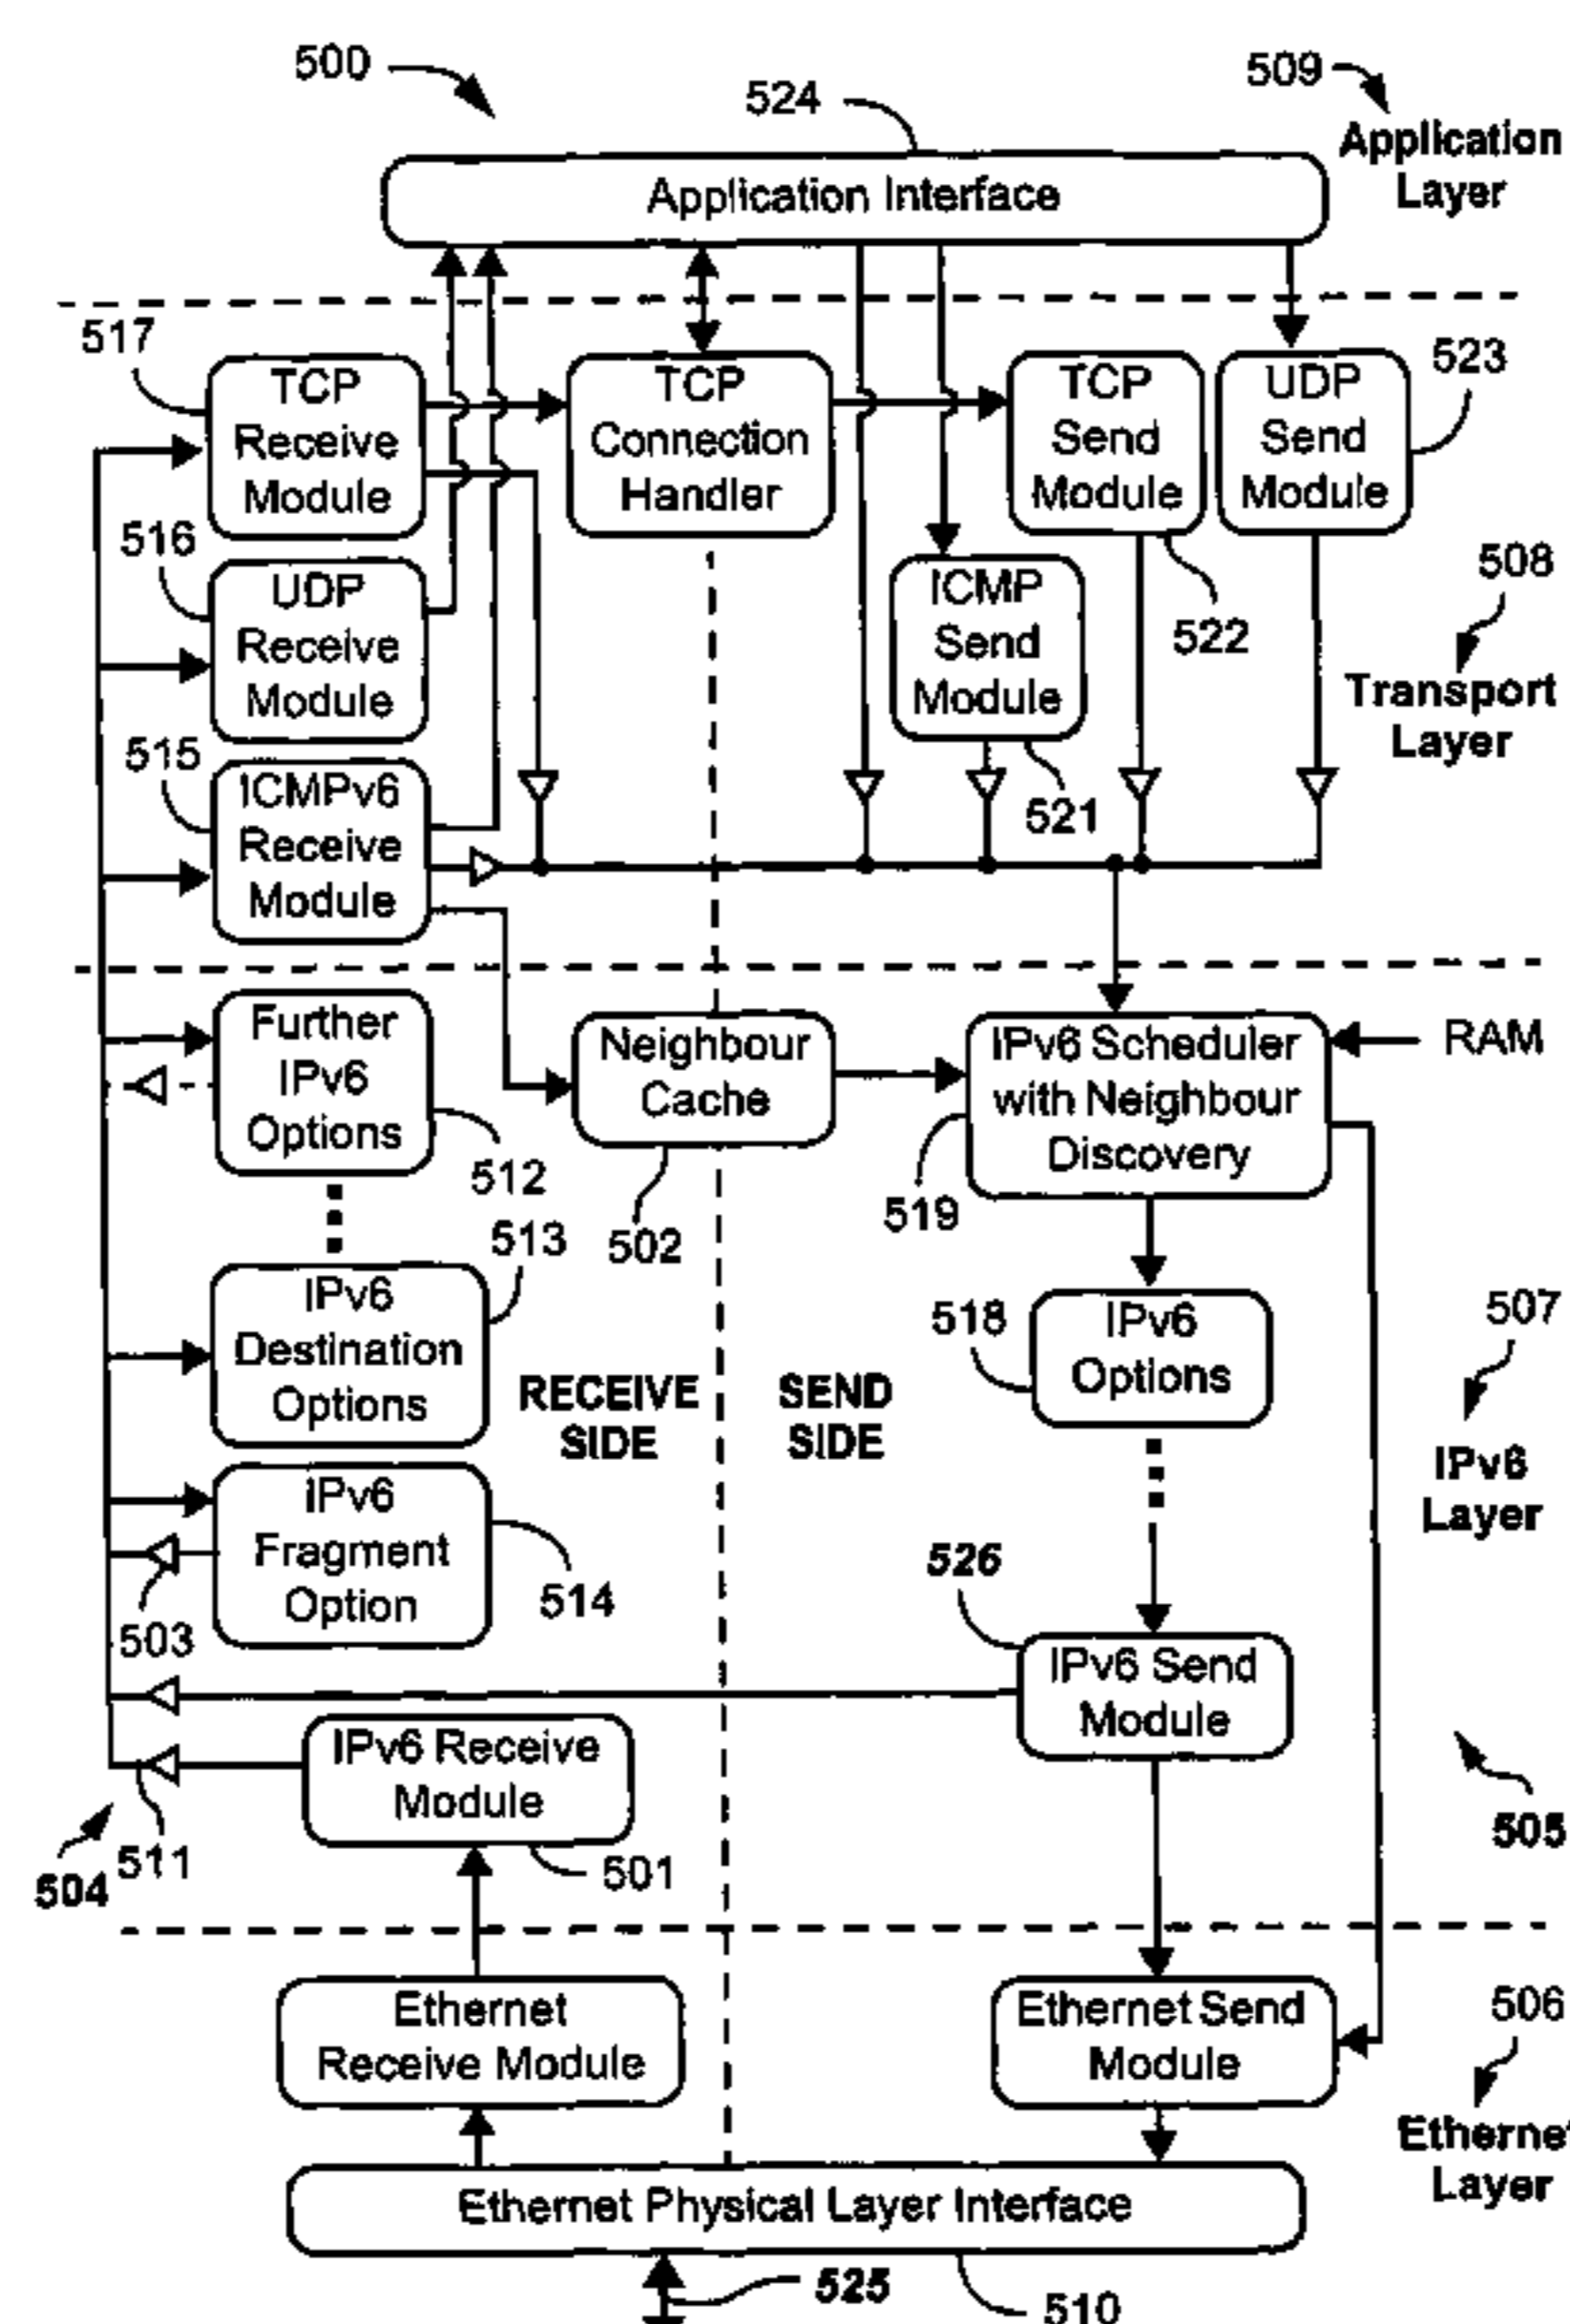 500
524
509
Application
Layer
Application Interface
517
TCP
Receive
Module
TCP
Connection
Handler
TCP
Send
Module
UDP
Send
Module
523
516
UDP
Receive
Module
ICMP
Send
Module
522
508
Transport
Layer
515
ICMPv6
Receive
Module
521
Further
IPv6
Options
Neighbour
Cache
IPv6 Scheduler
with Neighbour
Discovery
RAM
512
502
519
513
IPv6
Destination
Options
RECEIVE
SIDE
SEND
SIDE
518
IPv6
Options
507
IPv6
Layer
IPv6
Fragment
Option
514
503
526
IPv6 Send
Module
IPv6 Receive
Module
505
504
511
501
Ethernet
Receive Module
Ethernet Send
Module
506
Ethernet
Layer
Ethernet Physical Layer Interface
525
510